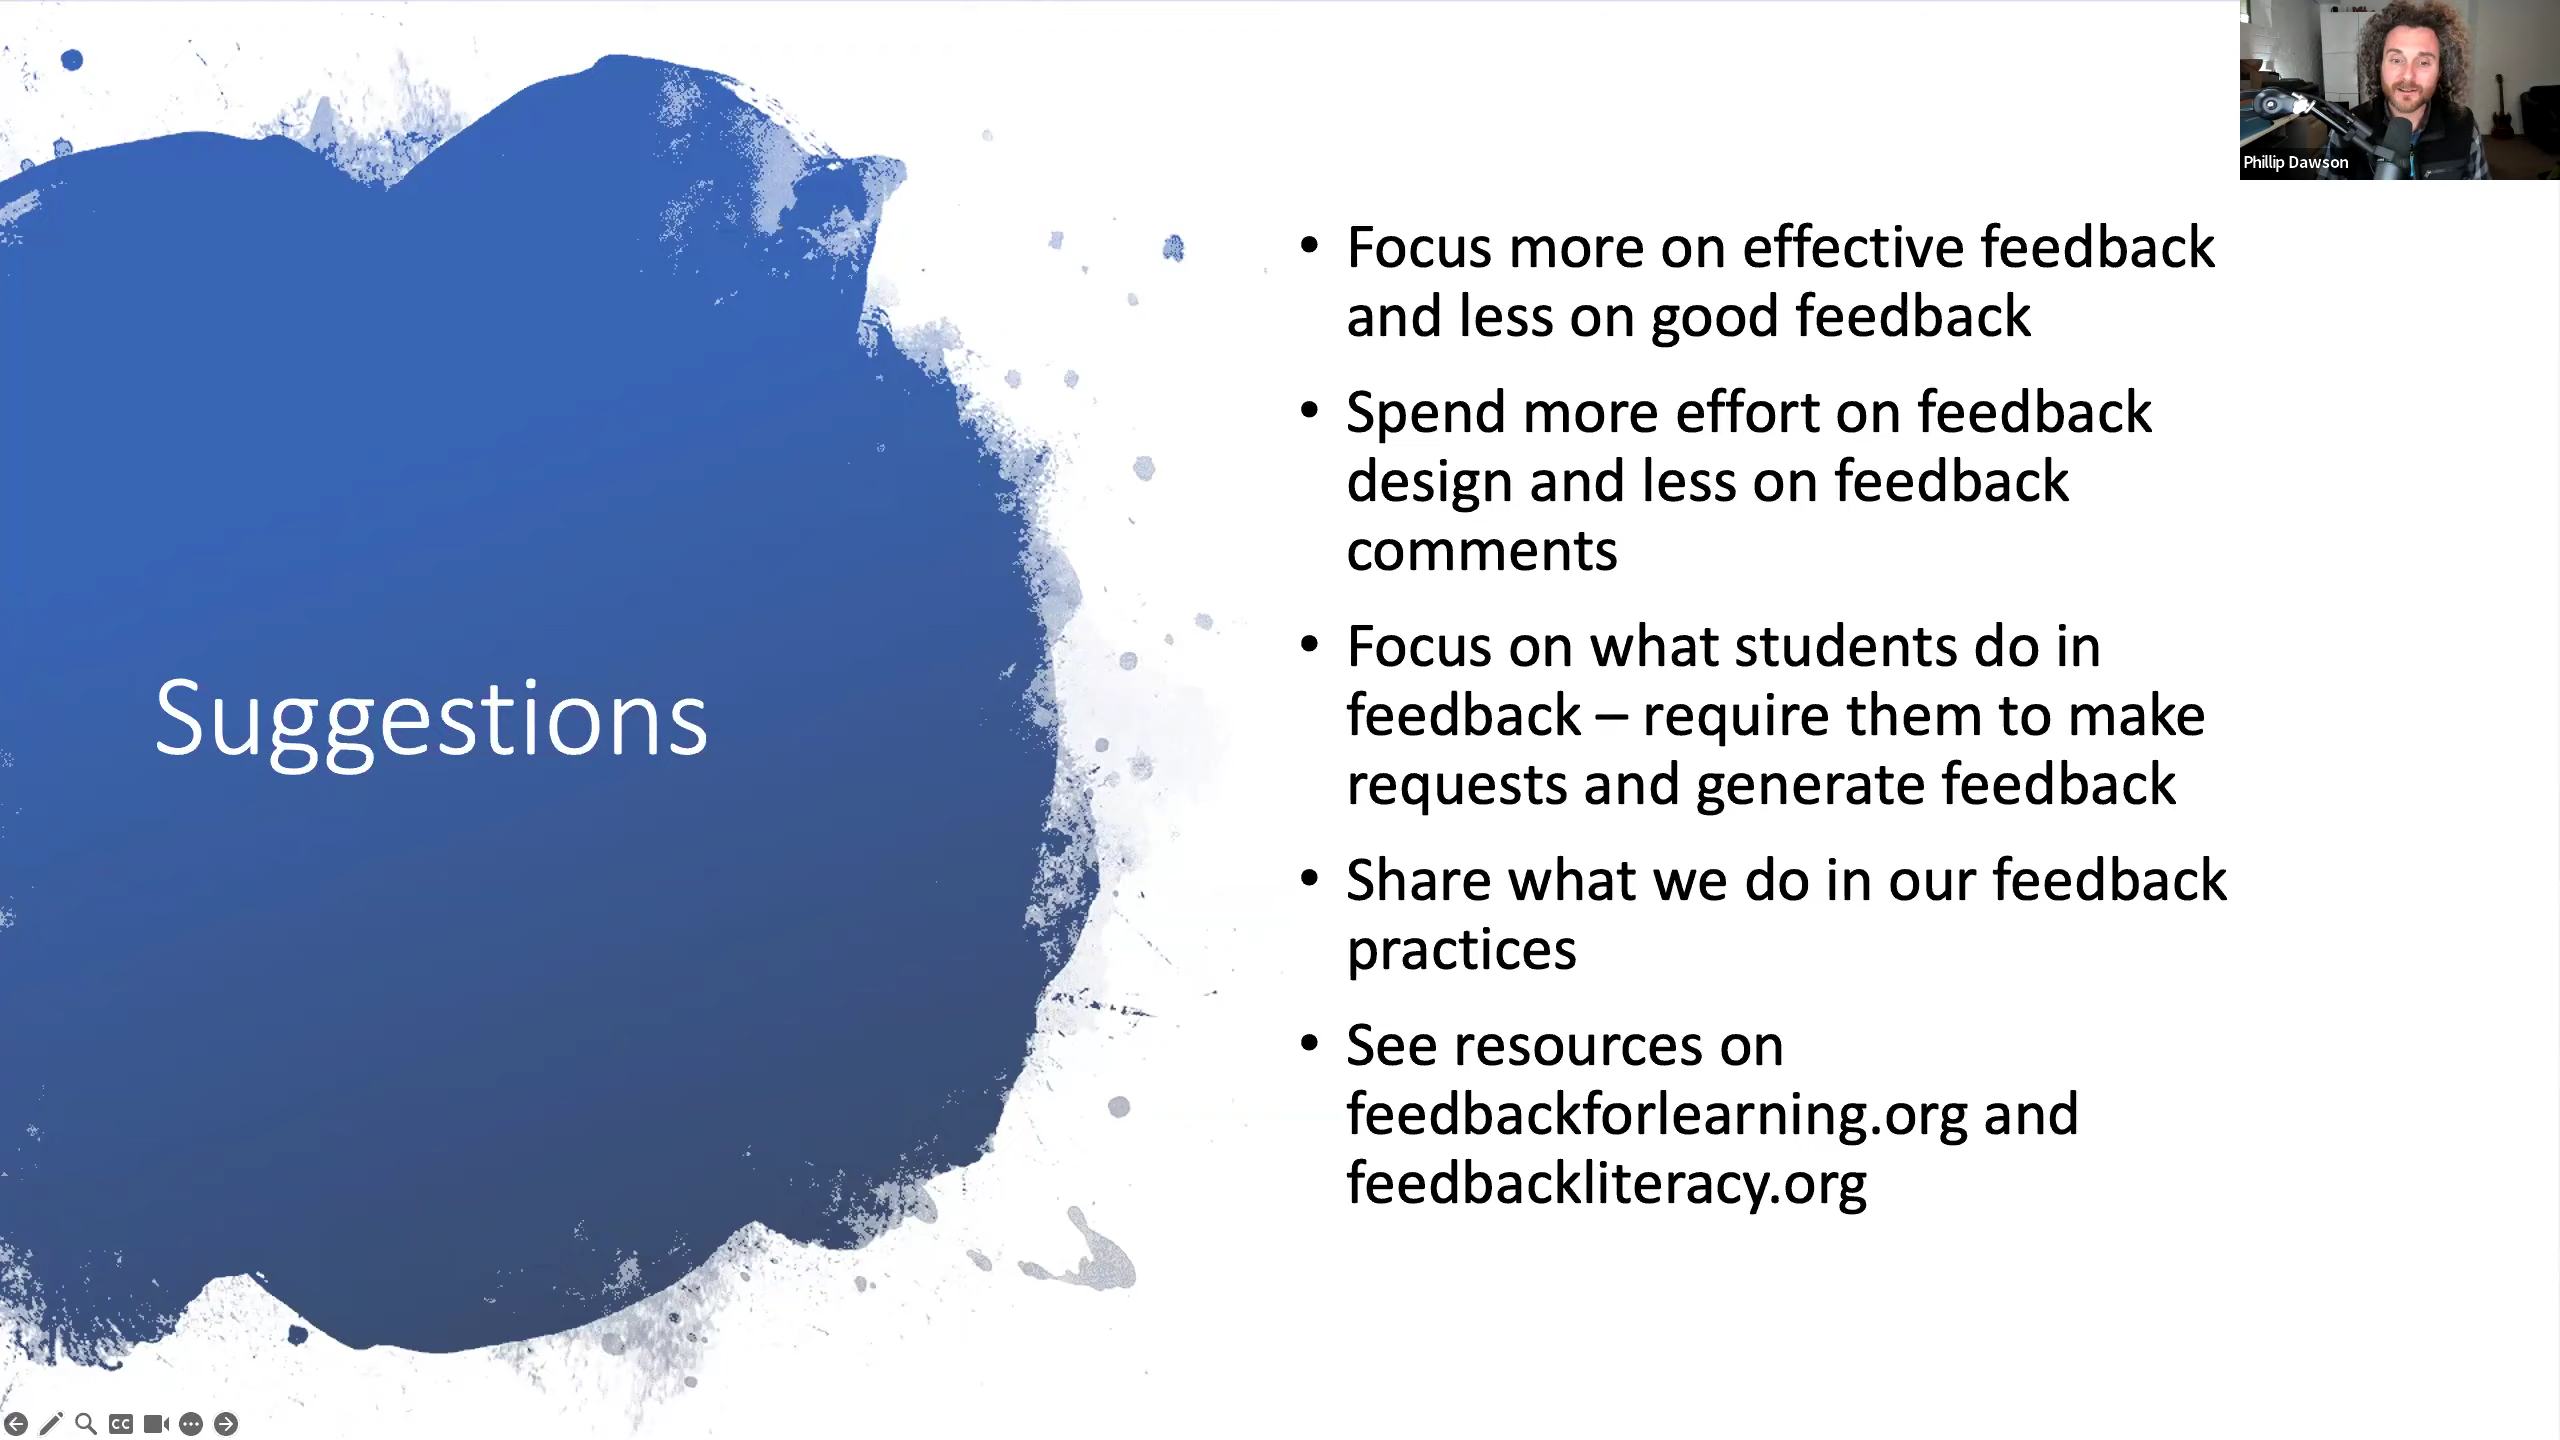 Phillip Dawson
Suggestions
• Focus more on effective feedback
and less on good feedback
• Spend more effort on feedback
design and less on feedback
comments
• Focus on what students do in
feedback – require them to make
requests and generate feedback
• Share what we do in our feedback
practices
• See resources on
feedbackforlearning.org and
feedbackliteracy.org
CC